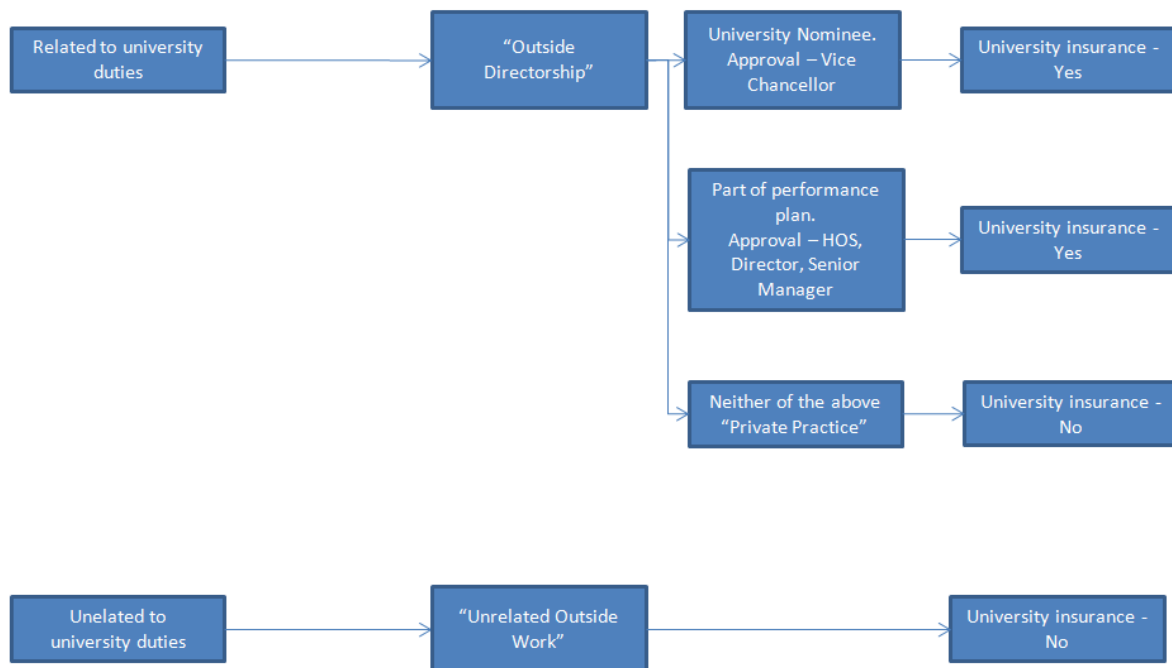 Related to university
duties
“Outside
Directorship”
University Nominee.
Approval – Vice
Chancellor
University insurance -
Yes
Part of performance
plan.
Approval – HOS,
Director, Senior
Manager
University insurance -
Yes
Neither of the above
“Private Practice”
University insurance -
No
Unelated to
university duties
“Unrelated Outside
Work”
University insurance -
No